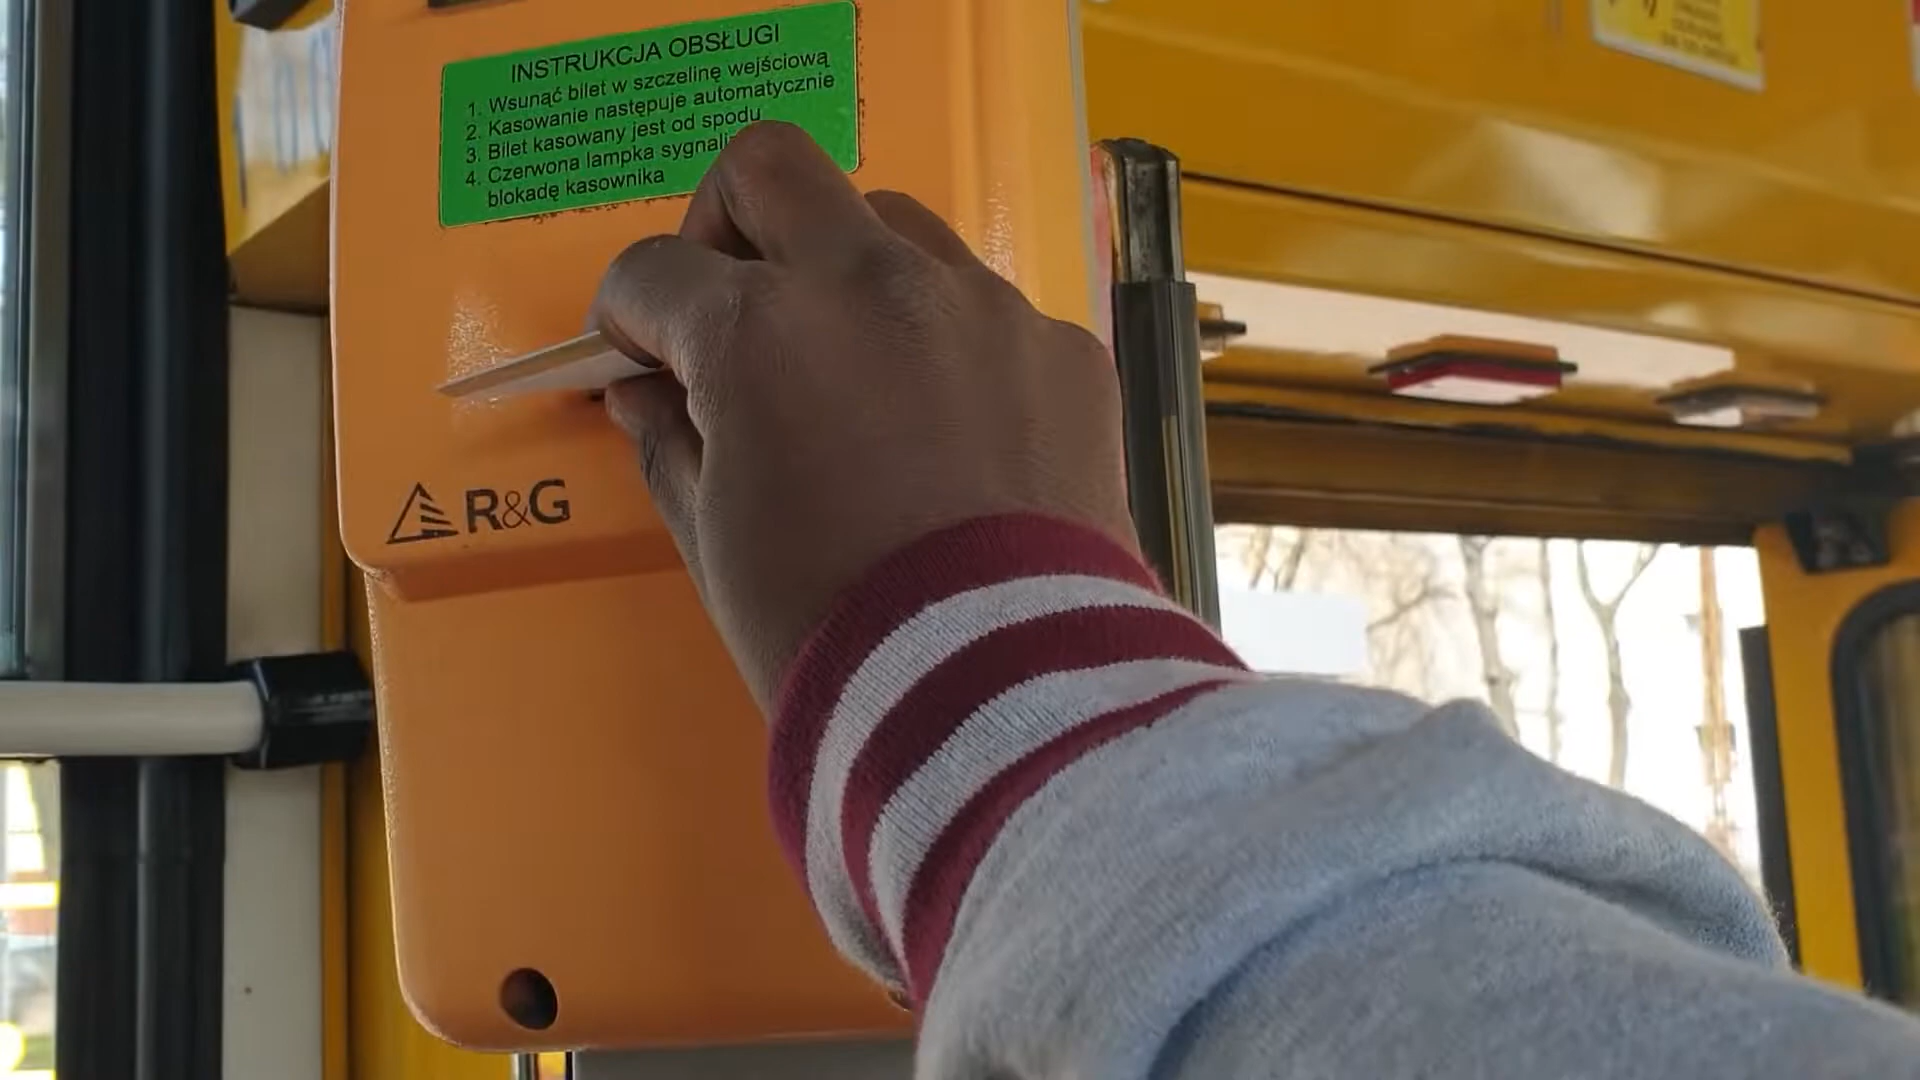 INSTRUKCJA OBSŁUGI
1. Wsunąć bilet w szczelinę wejściową
2. Kasowanie następuje automatycznie
3. Bilet kasowany jest od spodu
4. Czerwona lampka
blokadę kasownika
R&G